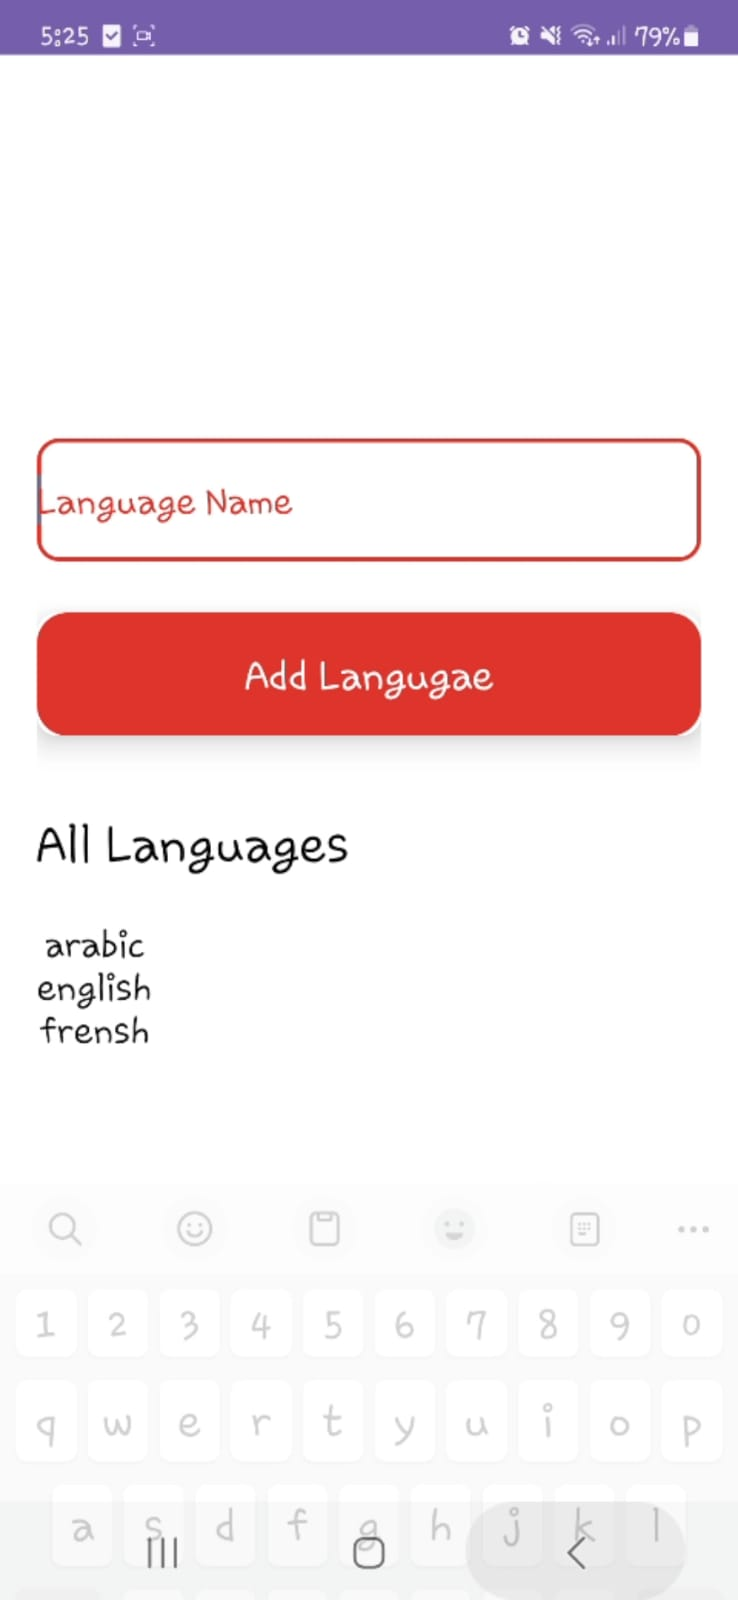 5:25 79%
Language Name
Add Langugae
All Languages
arabic
english
frensh
1 2 3 4 5 6 7 8 9 0
q w e r t y u i o p
a s d f g h j k l